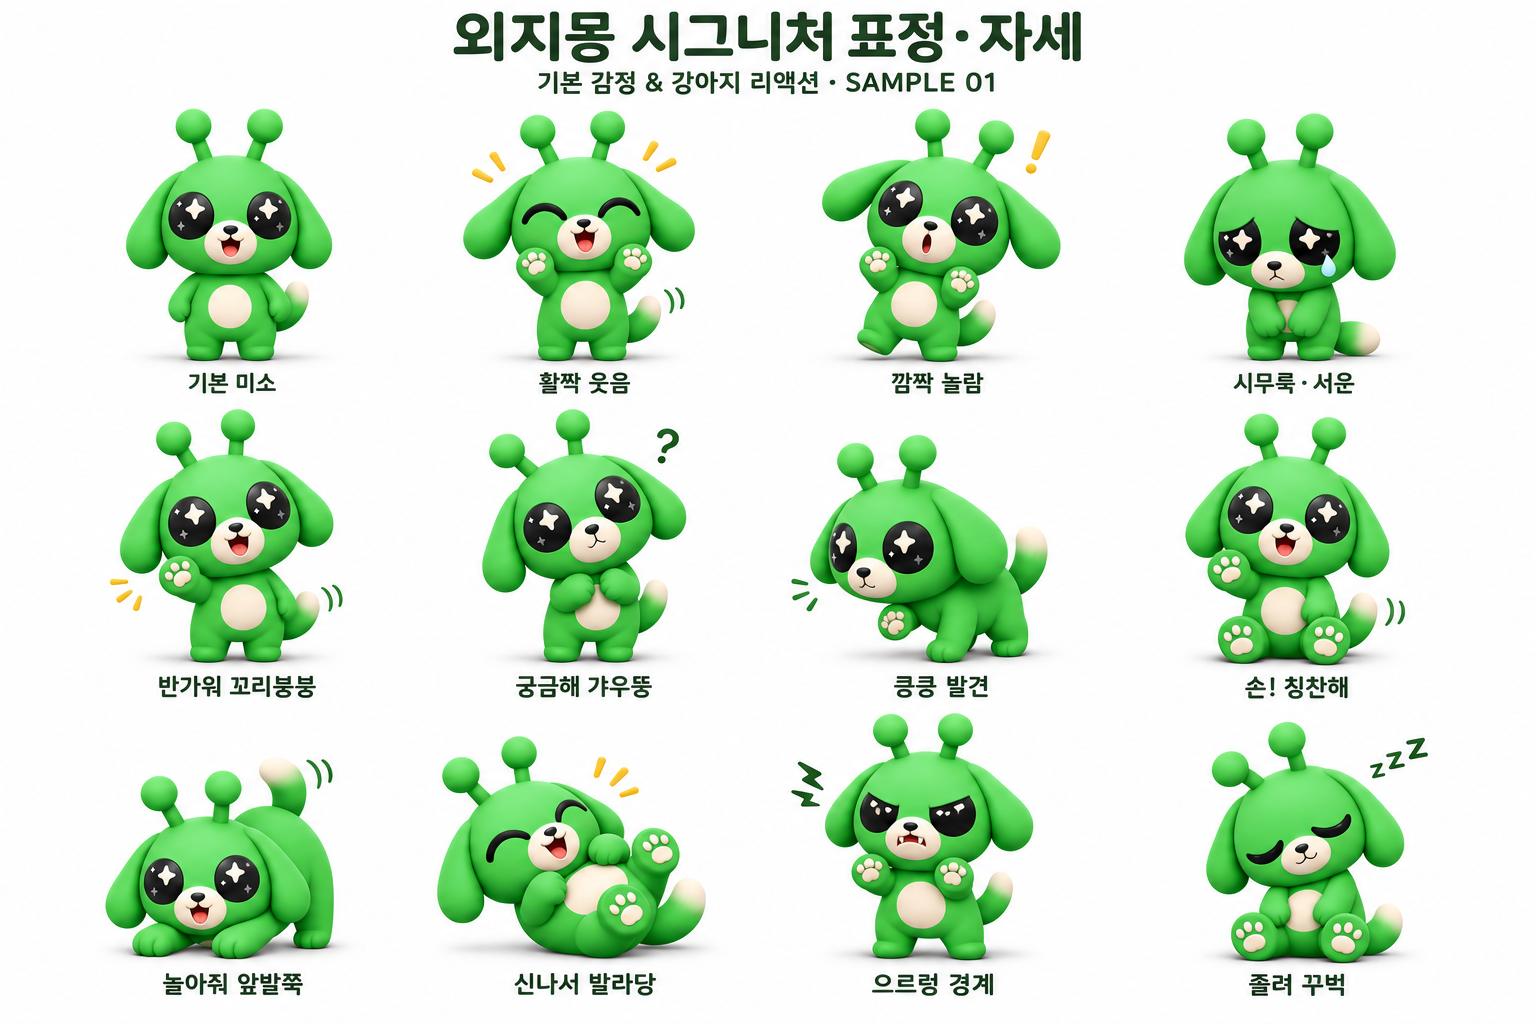 외지몽 시그니처 표정·자세
기본 감정 & 강아지 리액션 · SAMPLE 01
!
기본 미소
활짝 웃음
깜짝 놀람
시무룩·서운
?
반가워 꼬리붕붕
궁금해 갸우뚱
킁킁 발견
손! 칭찬해
zzZ
놀아줘 앞발쭉
신나서 발라당
으르렁 경계
졸려 꾸벅